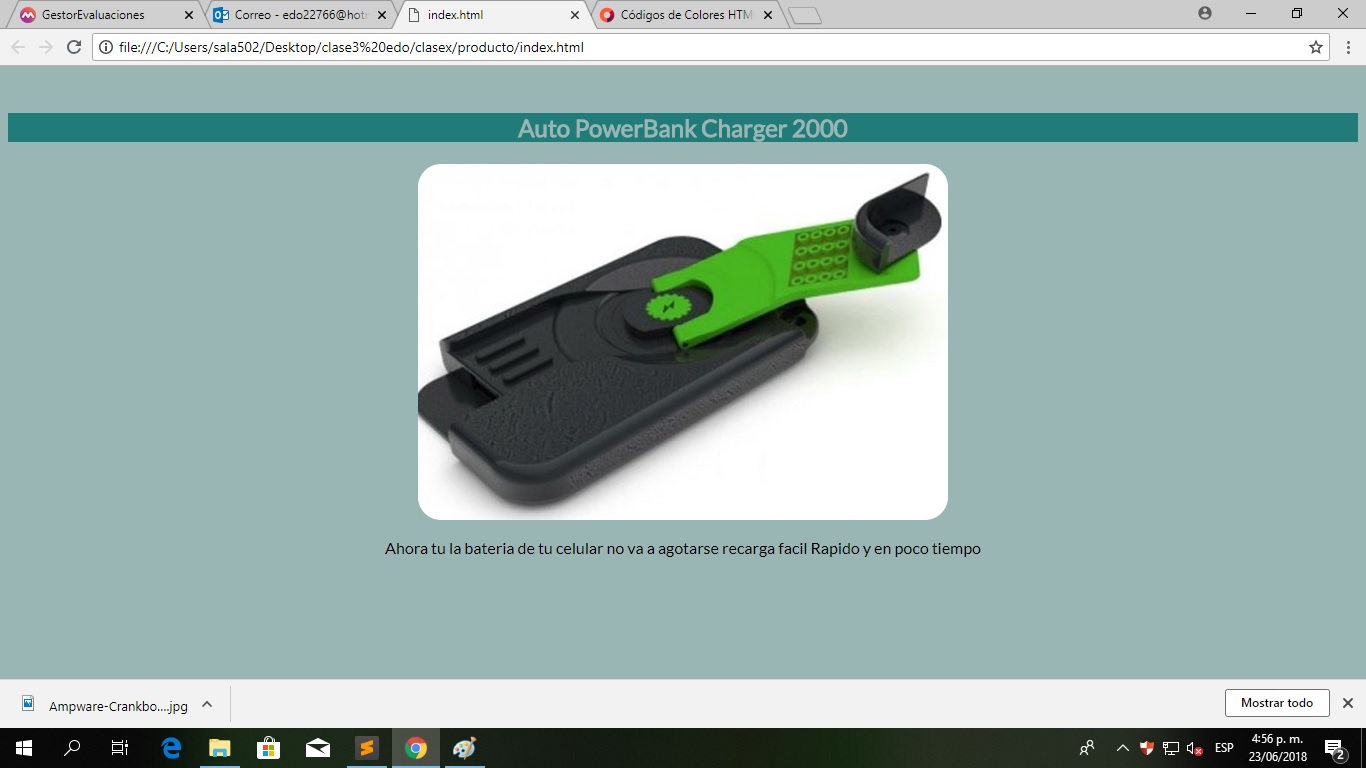 GestorEvaluaciones
Correo - edo22766@hotr
index.html
Códigos de Colores HTM
file:///C:/Users/sala502/Desktop/clase3%20edo/clasex/producto/index.html
Auto PowerBank Charger 2000
Ahora tu la bateria de tu celular no va a agotarse recarga facil Rapido y en poco tiempo
Ampware-Crankbo....jpg
Mostrar todo
ESP
4:56 p. m.
23/06/2018
2